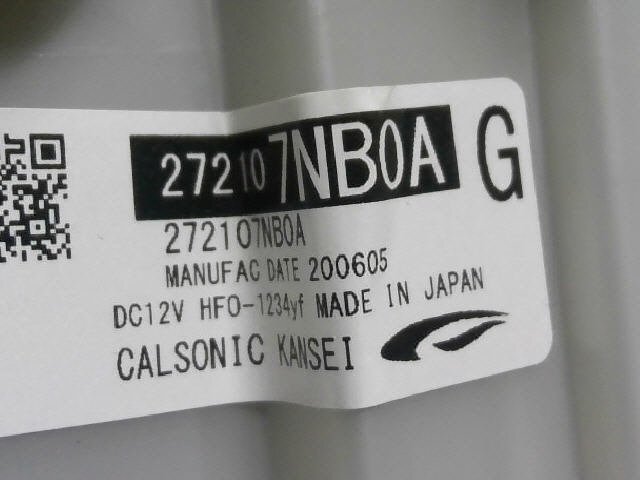 272107NB0A G
272107NB0A
MANUFAC DATE 200605
DC12V HFO-1234yf MADE IN JAPAN
CALSONIC KANSEI